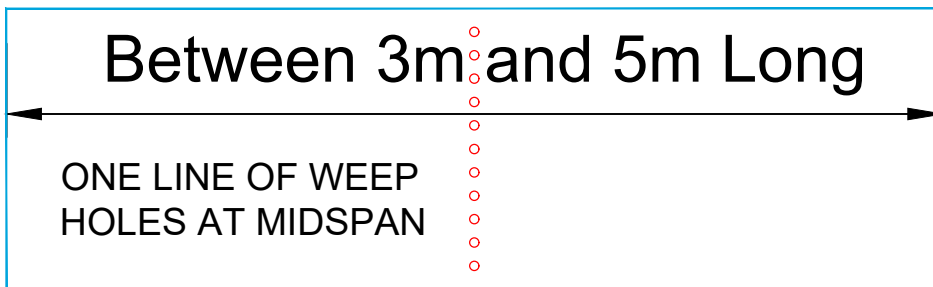 Between 3m and 5m Long
ONE LINE OF WEEP
HOLES AT MIDSPAN